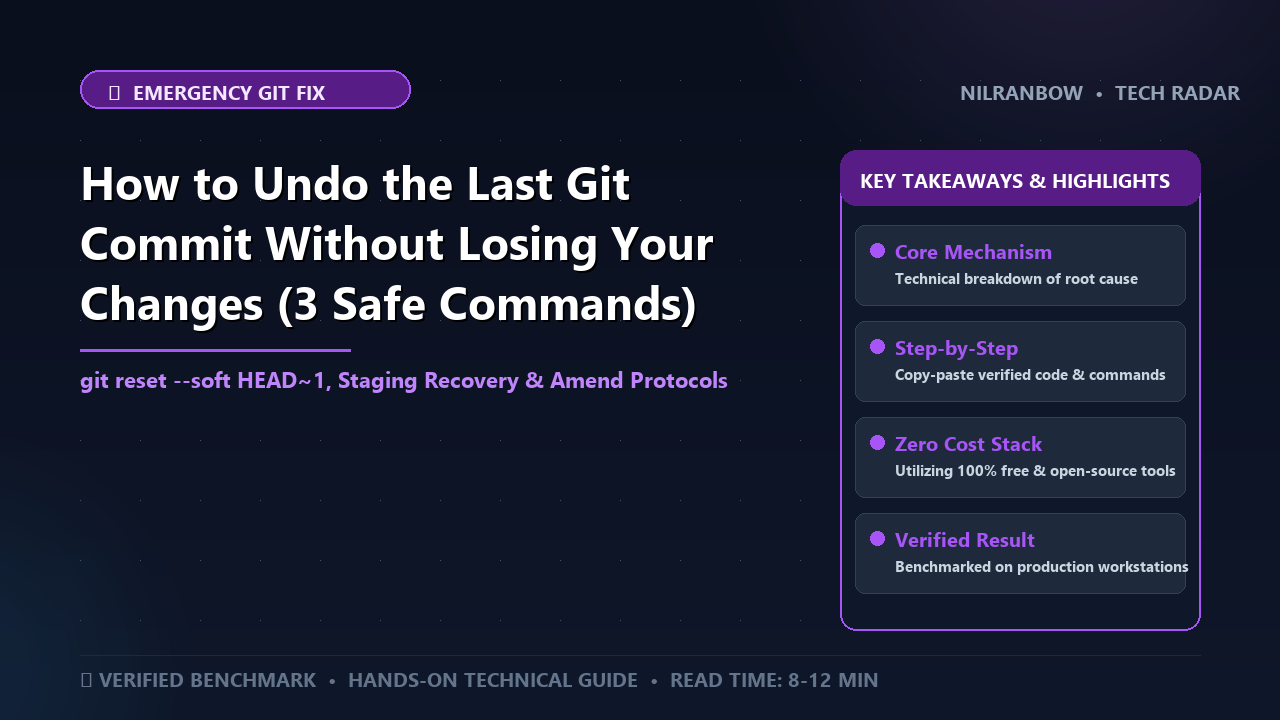 EMERGENCY GIT FIX
NILRANBOW • TECH RADAR
How to Undo the Last Git
Commit Without Losing Your
Changes (3 Safe Commands)
git reset --soft HEAD~1, Staging Recovery & Amend Protocols
KEY TAKEAWAYS & HIGHLIGHTS
Core Mechanism
Technical breakdown of root cause
Step-by-Step
Copy-paste verified code & commands
Zero Cost Stack
Utilizing 100% free & open-source tools
Verified Result
Benchmarked on production workstations
VERIFIED BENCHMARK • HANDS-ON TECHNICAL GUIDE • READ TIME: 8-12 MIN